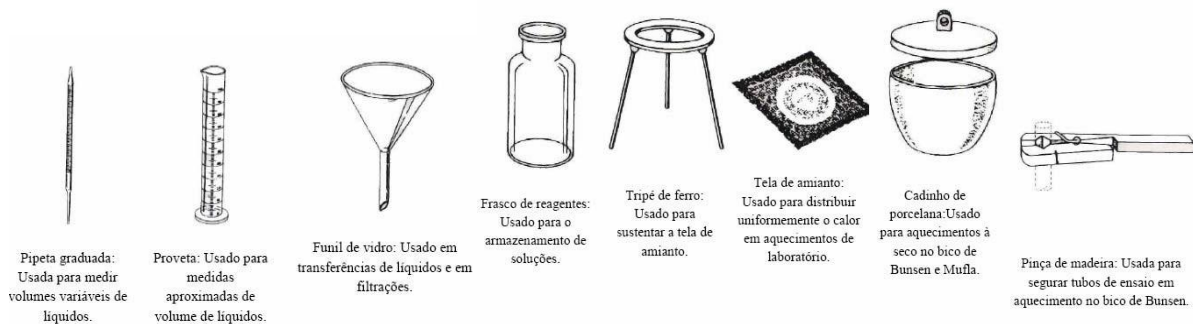 Pipeta graduada:
Usada para medir
volumes variáveis de
líquidos.
Proveta: Usado para
medidas
aproximadas de
volume de líquidos.
Funil de vidro: Usado em
transferências de líquidos e em
filtrações.
Frasco de reagentes:
Usado para o
armazenamento de
soluções.
Tripé de ferro:
Usado para
sustentar a tela de
amianto.
Tela de amianto:
Usado para distribuir
uniformemente o calor
em aquecimentos de
laboratório.
Cadinho de
porcelana:Usado
para aquecimentos à
seco no bico de
Bunsen e Mufla.
Pinça de madeira: Usada para
segurar tubos de ensaio em
aquecimento no bico de Bunsen.